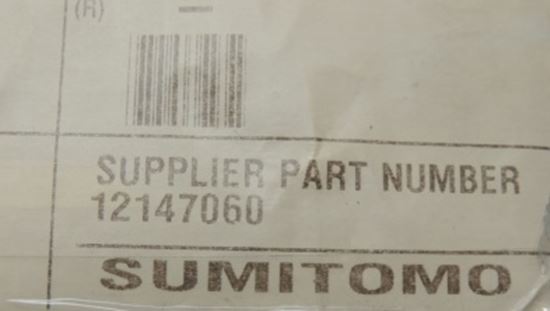 (R)
SUPPLIER PART NUMBER
12147060
SUMITOMO